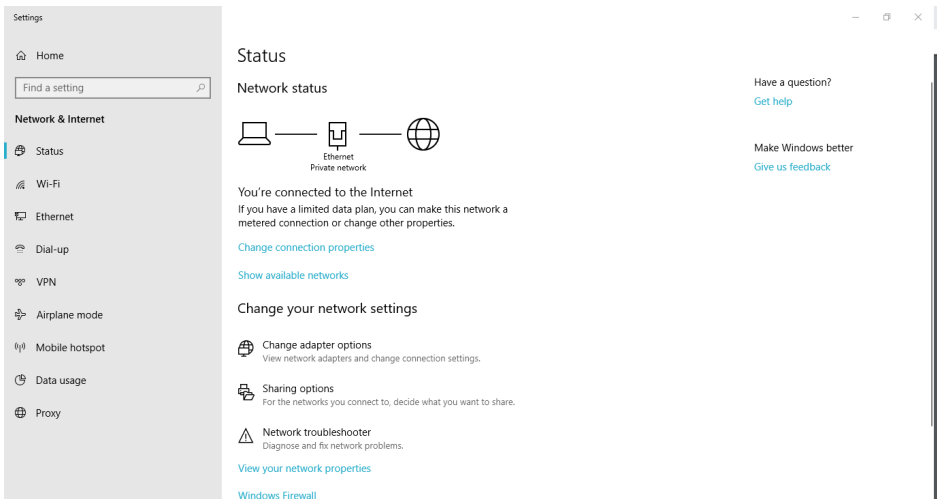 Settings
Home
Find a setting
Network & Internet
Status
Wi-Fi
Ethernet
Dial-up
VPN
Airplane mode
Mobile hotspot
Data usage
Proxy
Status
Network status
Ethernet
Private network
You're connected to the Internet
If you have a limited data plan, you can make this network a
metered connection or change other properties.
Change connection properties
Show available networks
Change your network settings
Change adapter options
View network adapters and change connection settings.
Sharing options
For the networks you connect to, decide what you want to share.
Network troubleshooter
Diagnose and fix network problems.
View your network properties
Windows Firewall
Have a question?
Get help
Make Windows better
Give us feedback